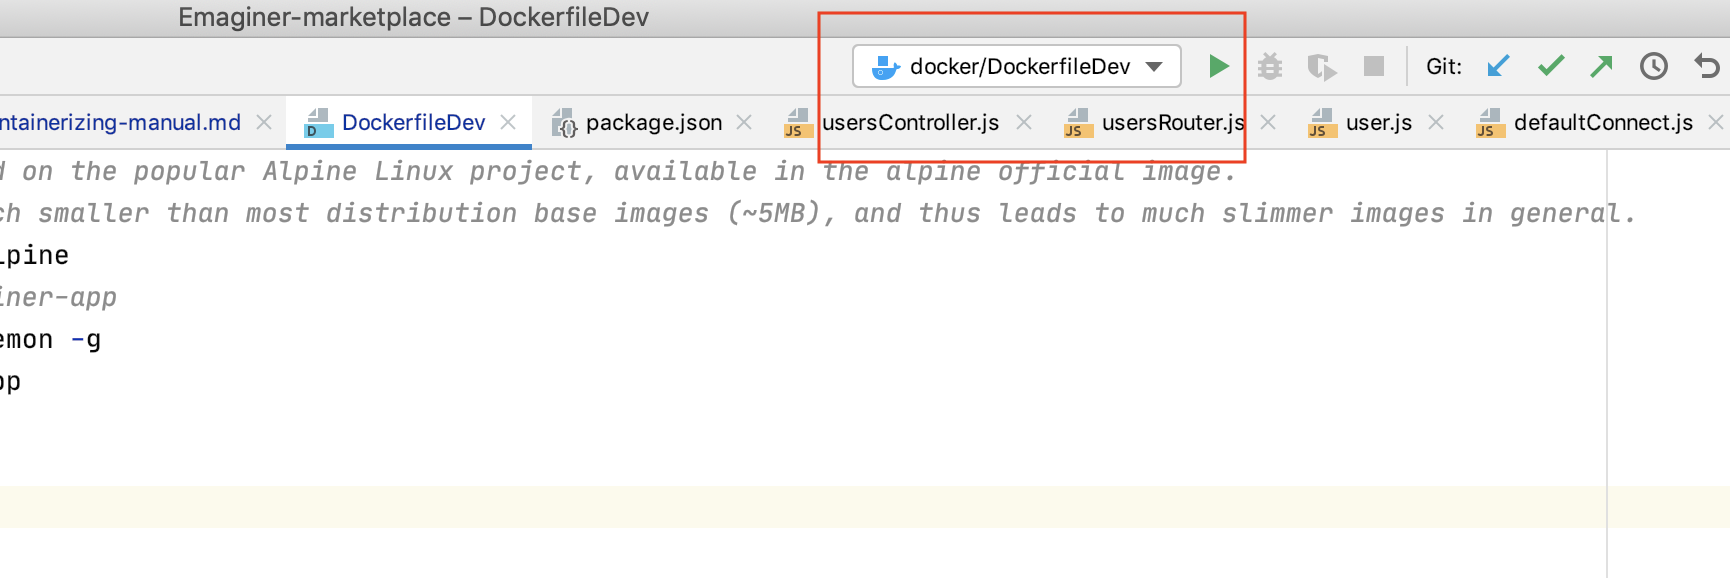 Emaginer-marketplace – DockerfileDev
docker/DockerfileDev Git:
ntainerizing-manual.md DockerfileDev package.json usersController.js usersRouter.js user.js defaultConnect.js
d on the popular Alpine Linux project, available in the alpine official image.
ch smaller than most distribution base images (~5MB), and thus leads to much slimmer images in general.
lpine
iner-app
emon -g
pp